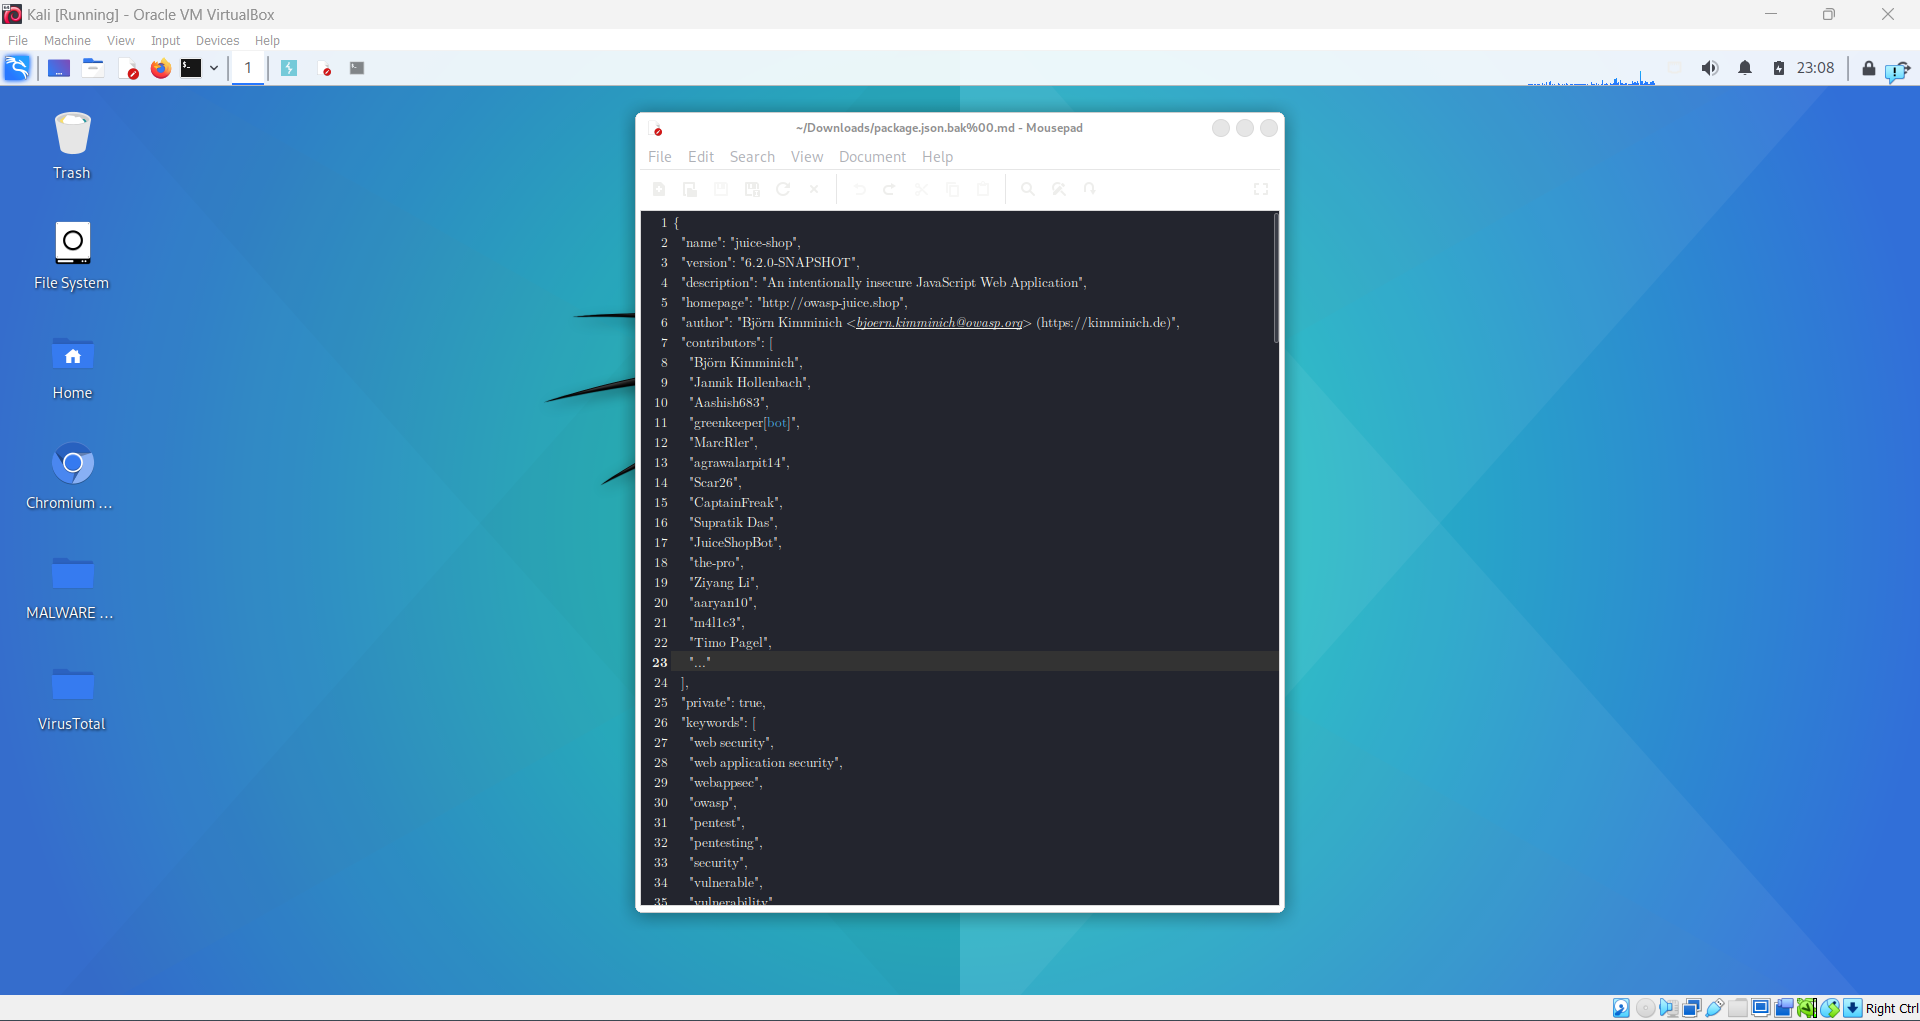 Kali [Running] - Oracle VM VirtualBox
File Machine View Input Devices Help
1
23:08
Trash
File System
Home
Chromium ...
MALWARE ...
VirusTotal
~/Downloads/package.json.bak%00.md - Mousepad
File Edit Search View Document Help
1 {
2 "name": "juice-shop",
3 "version": "6.2.0-SNAPSHOT",
4 "description": "An intentionally insecure JavaScript Web Application",
5 "homepage": "http://owasp-juice.shop",
6 "author": "Björn Kimminich <bjoern.kimminich@owasp.org> (https://kimminich.de)",
7 "contributors": [
8 "Björn Kimminich",
9 "Jannik Hollenbach",
10 "Aashish683",
11 "greenkeeper[bot]",
12 "MarcRler",
13 "agrawalarpit14",
14 "Scar26",
15 "CaptainFreak",
16 "Supratik Das",
17 "JuiceShopBot",
18 "the-pro",
19 "Ziyang Li",
20 "aaryan10",
21 "m4l1c3",
22 "Timo Pagel",
23 "..."
24 ],
25 "private": true,
26 "keywords": [
27 "web security",
28 "web application security",
29 "webappsec",
30 "owasp",
31 "pentest",
32 "pentesting",
33 "security",
34 "vulnerable",
35 "vulnerability"
Right Ctrl